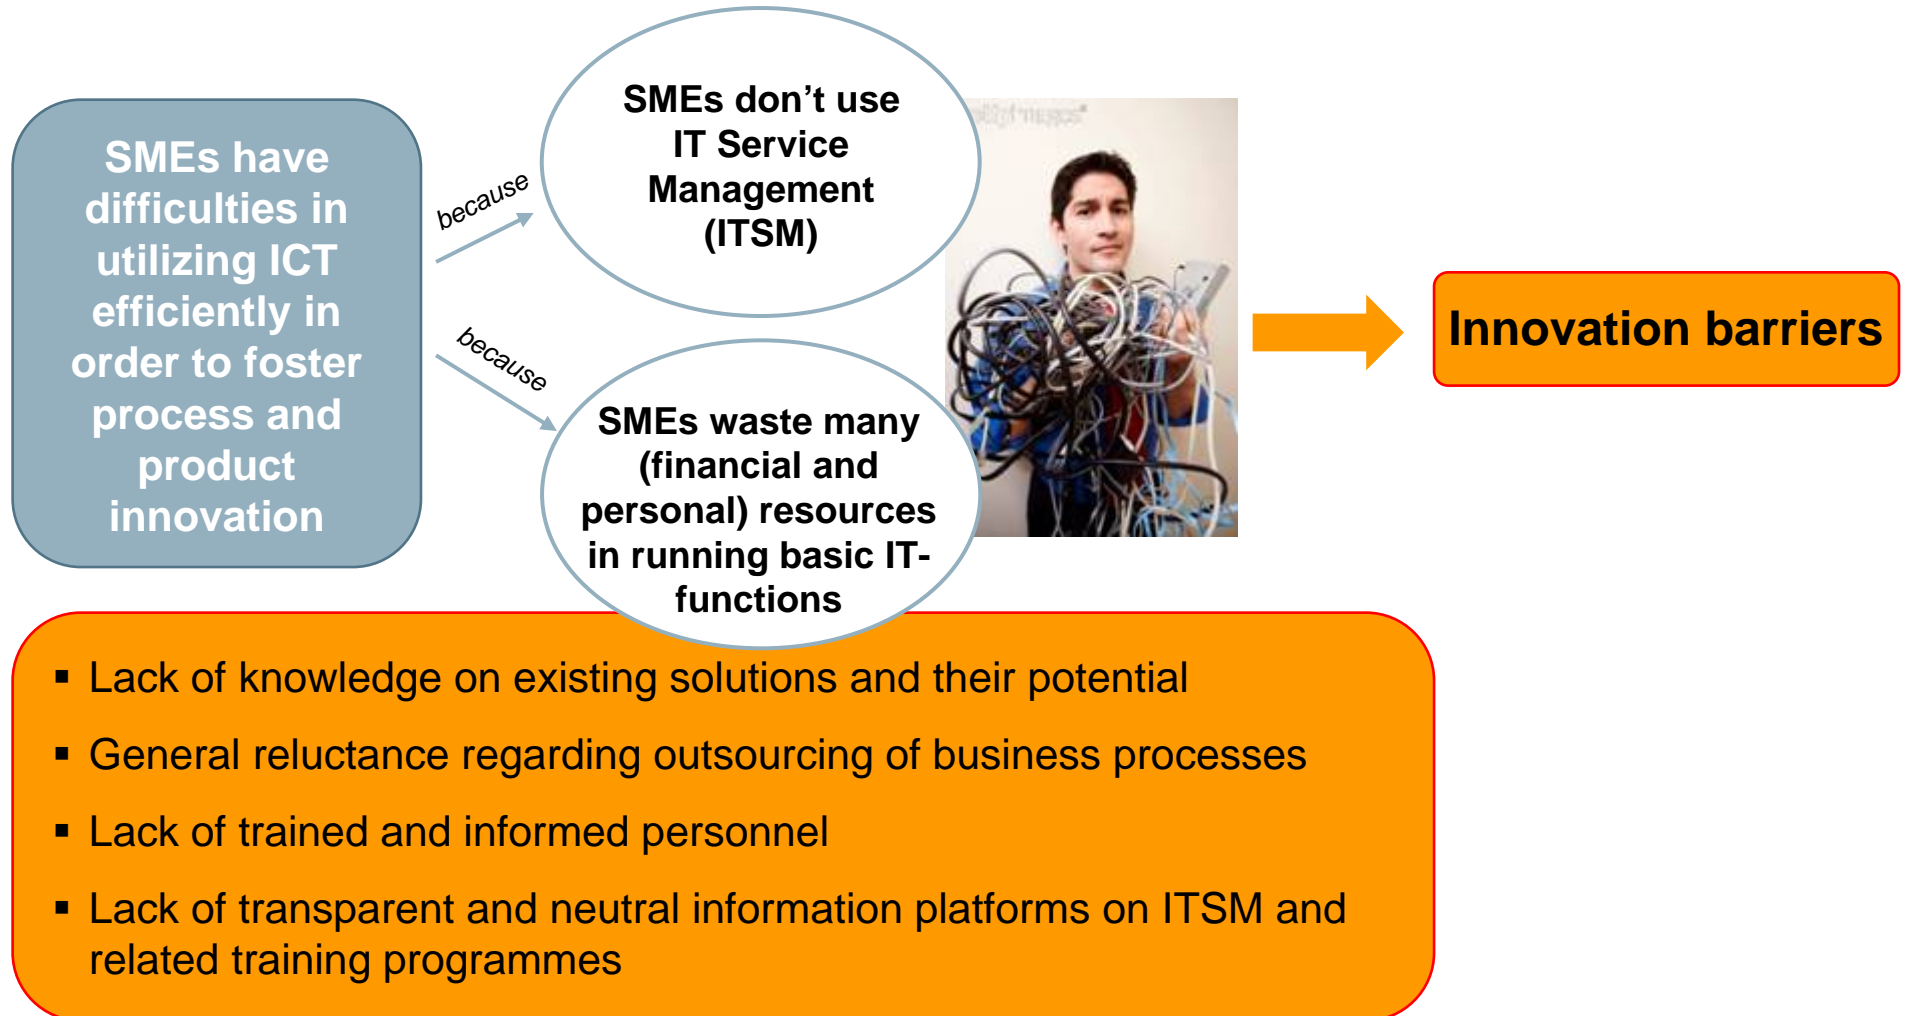 SMEs have
difficulties in
utilizing ICT
efficiently in
order to foster
process and
product
innovation
because
because
SMEs don’t use
IT Service
Management
(ITSM)
SMEs waste many
(financial and
personal) resources
in running basic IT-
functions
Innovation barriers
▪ Lack of knowledge on existing solutions and their potential
▪ General reluctance regarding outsourcing of business processes
▪ Lack of trained and informed personnel
▪ Lack of transparent and neutral information platforms on ITSM and
related training programmes